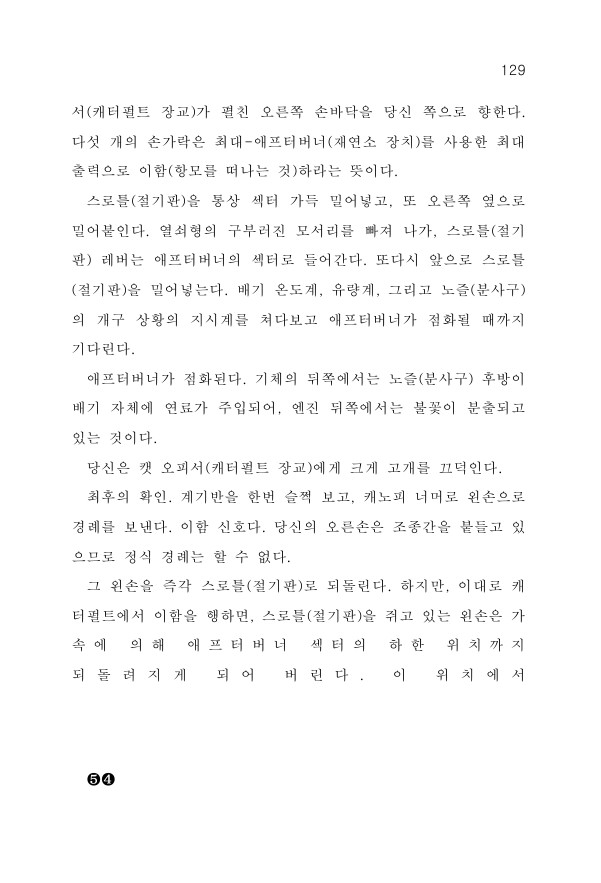 129
서(캐터펄트 장교)가 펼친 오른쪽 손바닥을 당신 쪽으로 향한다.
다섯 개의 손가락은 최대-애프터버너(재연소 장치)를 사용한 최대
출력으로 이함(항모를 떠나는 것)하라는 뜻이다.
스로틀(절기판)을 통상 섹터 가득 밀어넣고, 또 오른쪽 옆으로
밀어붙인다. 열쇠형의 구부러진 모서리를 빠져 나가, 스로틀(절기
판) 레버는 애프터버너의 섹터로 들어간다. 또다시 앞으로 스로틀
(절기판)을 밀어넣는다. 배기 온도계, 유량계, 그리고 노즐(분사구)
의 개구 상황의 지시계를 쳐다보고 애프터버너가 점화될 때까지
기다린다.
애프터버너가 점화된다. 기체의 뒤쪽에서는 노즐(분사구) 후방이
배기 자체에 연료가 주입되어, 엔진 뒤쪽에서는 불꽃이 분출되고
있는 것이다.
당신은 캣 오피서(캐터펄트 장교)에게 크게 고개를 끄덕인다.
최후의 확인. 계기반을 한번 슬쩍 보고, 캐노피 너머로 왼손으로
경례를 보낸다. 이함 신호다. 당신의 오른손은 조종간을 붙들고 있
으므로 정식 경례는 할 수 없다.
그 왼손을 즉각 스로틀(절기판)로 되돌린다. 하지만, 이대로 캐
터펄트에서 이함을 행하면, 스로틀(절기판)을 쥐고 있는 왼손은 가
속에 의해 애프터버너 섹터의 하한 위치까지
되돌려지게 되어 버린다. 이 위치에서
❺❹